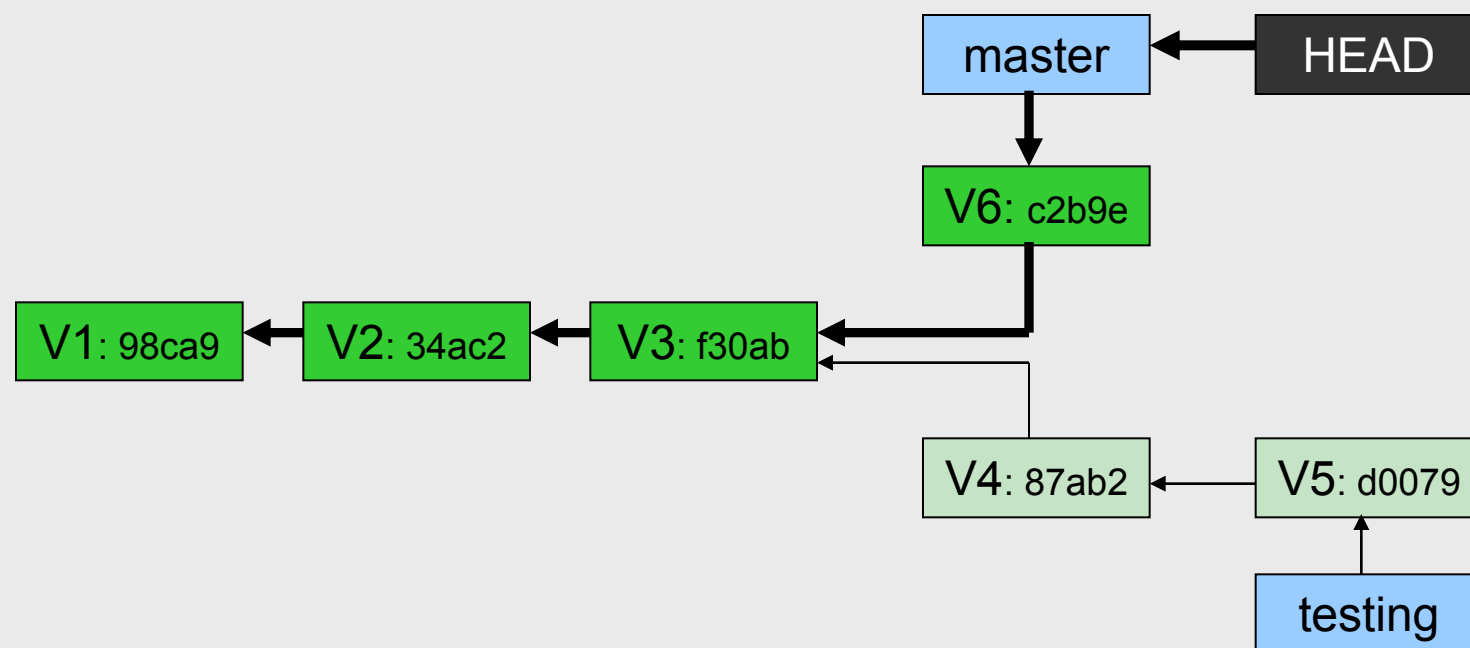 master
HEAD
V6: c2b9e
V1: 98ca9
V2: 34ac2
V3: f30ab
V4: 87ab2
V5: d0079
testing